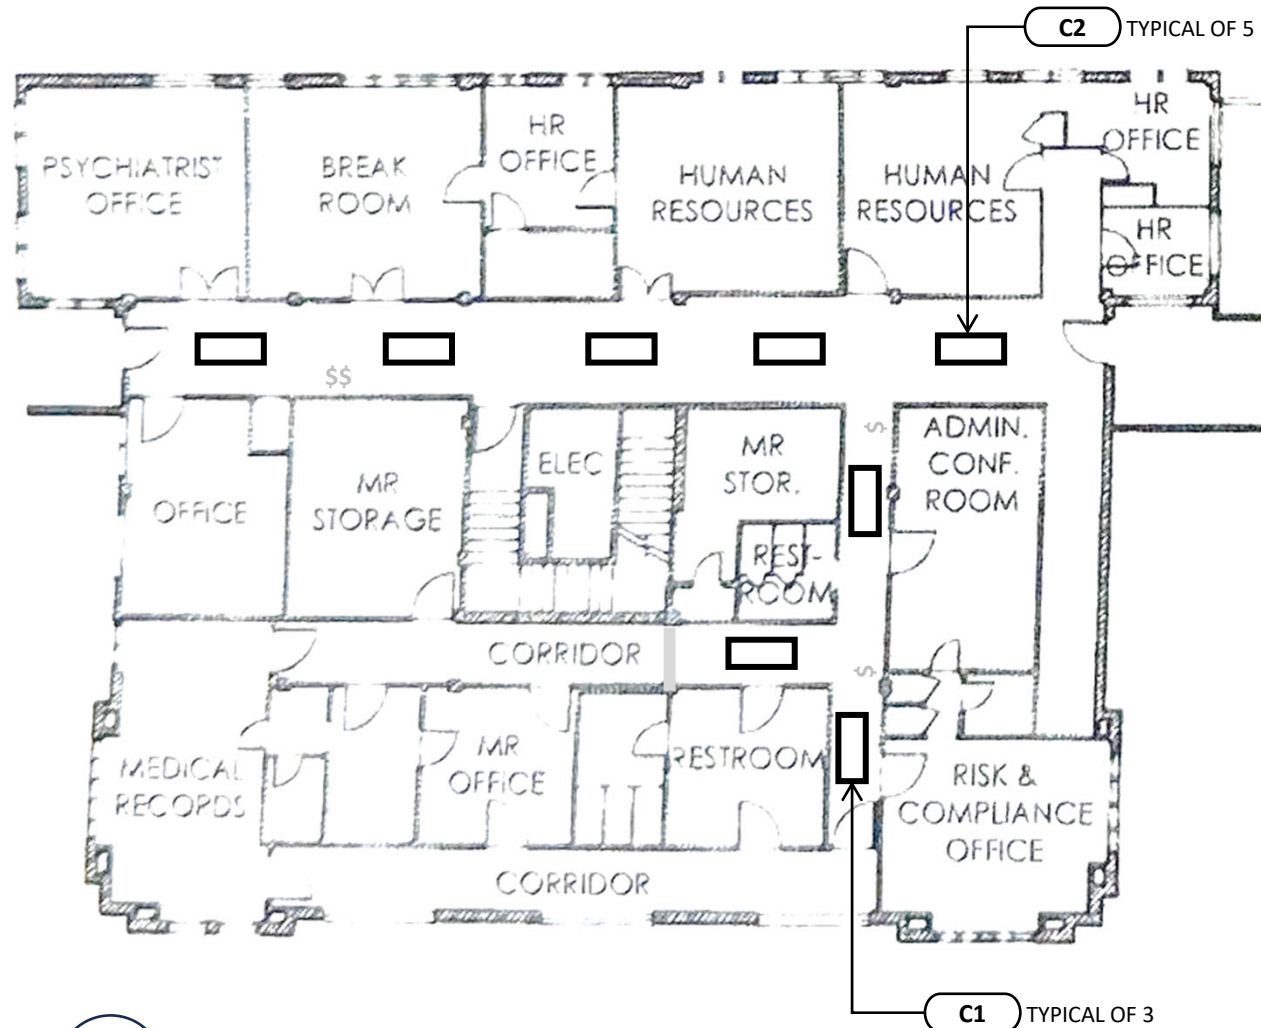 C2 TYPICAL OF 5
PSYCHIATRIST
OFFICE
BREAK
ROOM
HR
OFFICE
HUMAN
RESOURCES
HUMAN
RESOURCES
HR
OFFICE
HR
OFFICE
$$
OFFICE
MR
STORAGE
ELEC
MR
STOR.
REST-
ROOM
$
ADMIN.
CONF.
ROOM
CORRIDOR
$
MEDICAL
RECORDS
MR
OFFICE
RESTROOM
RISK &
COMPLIANCE
OFFICE
CORRIDOR
C1 TYPICAL OF 3